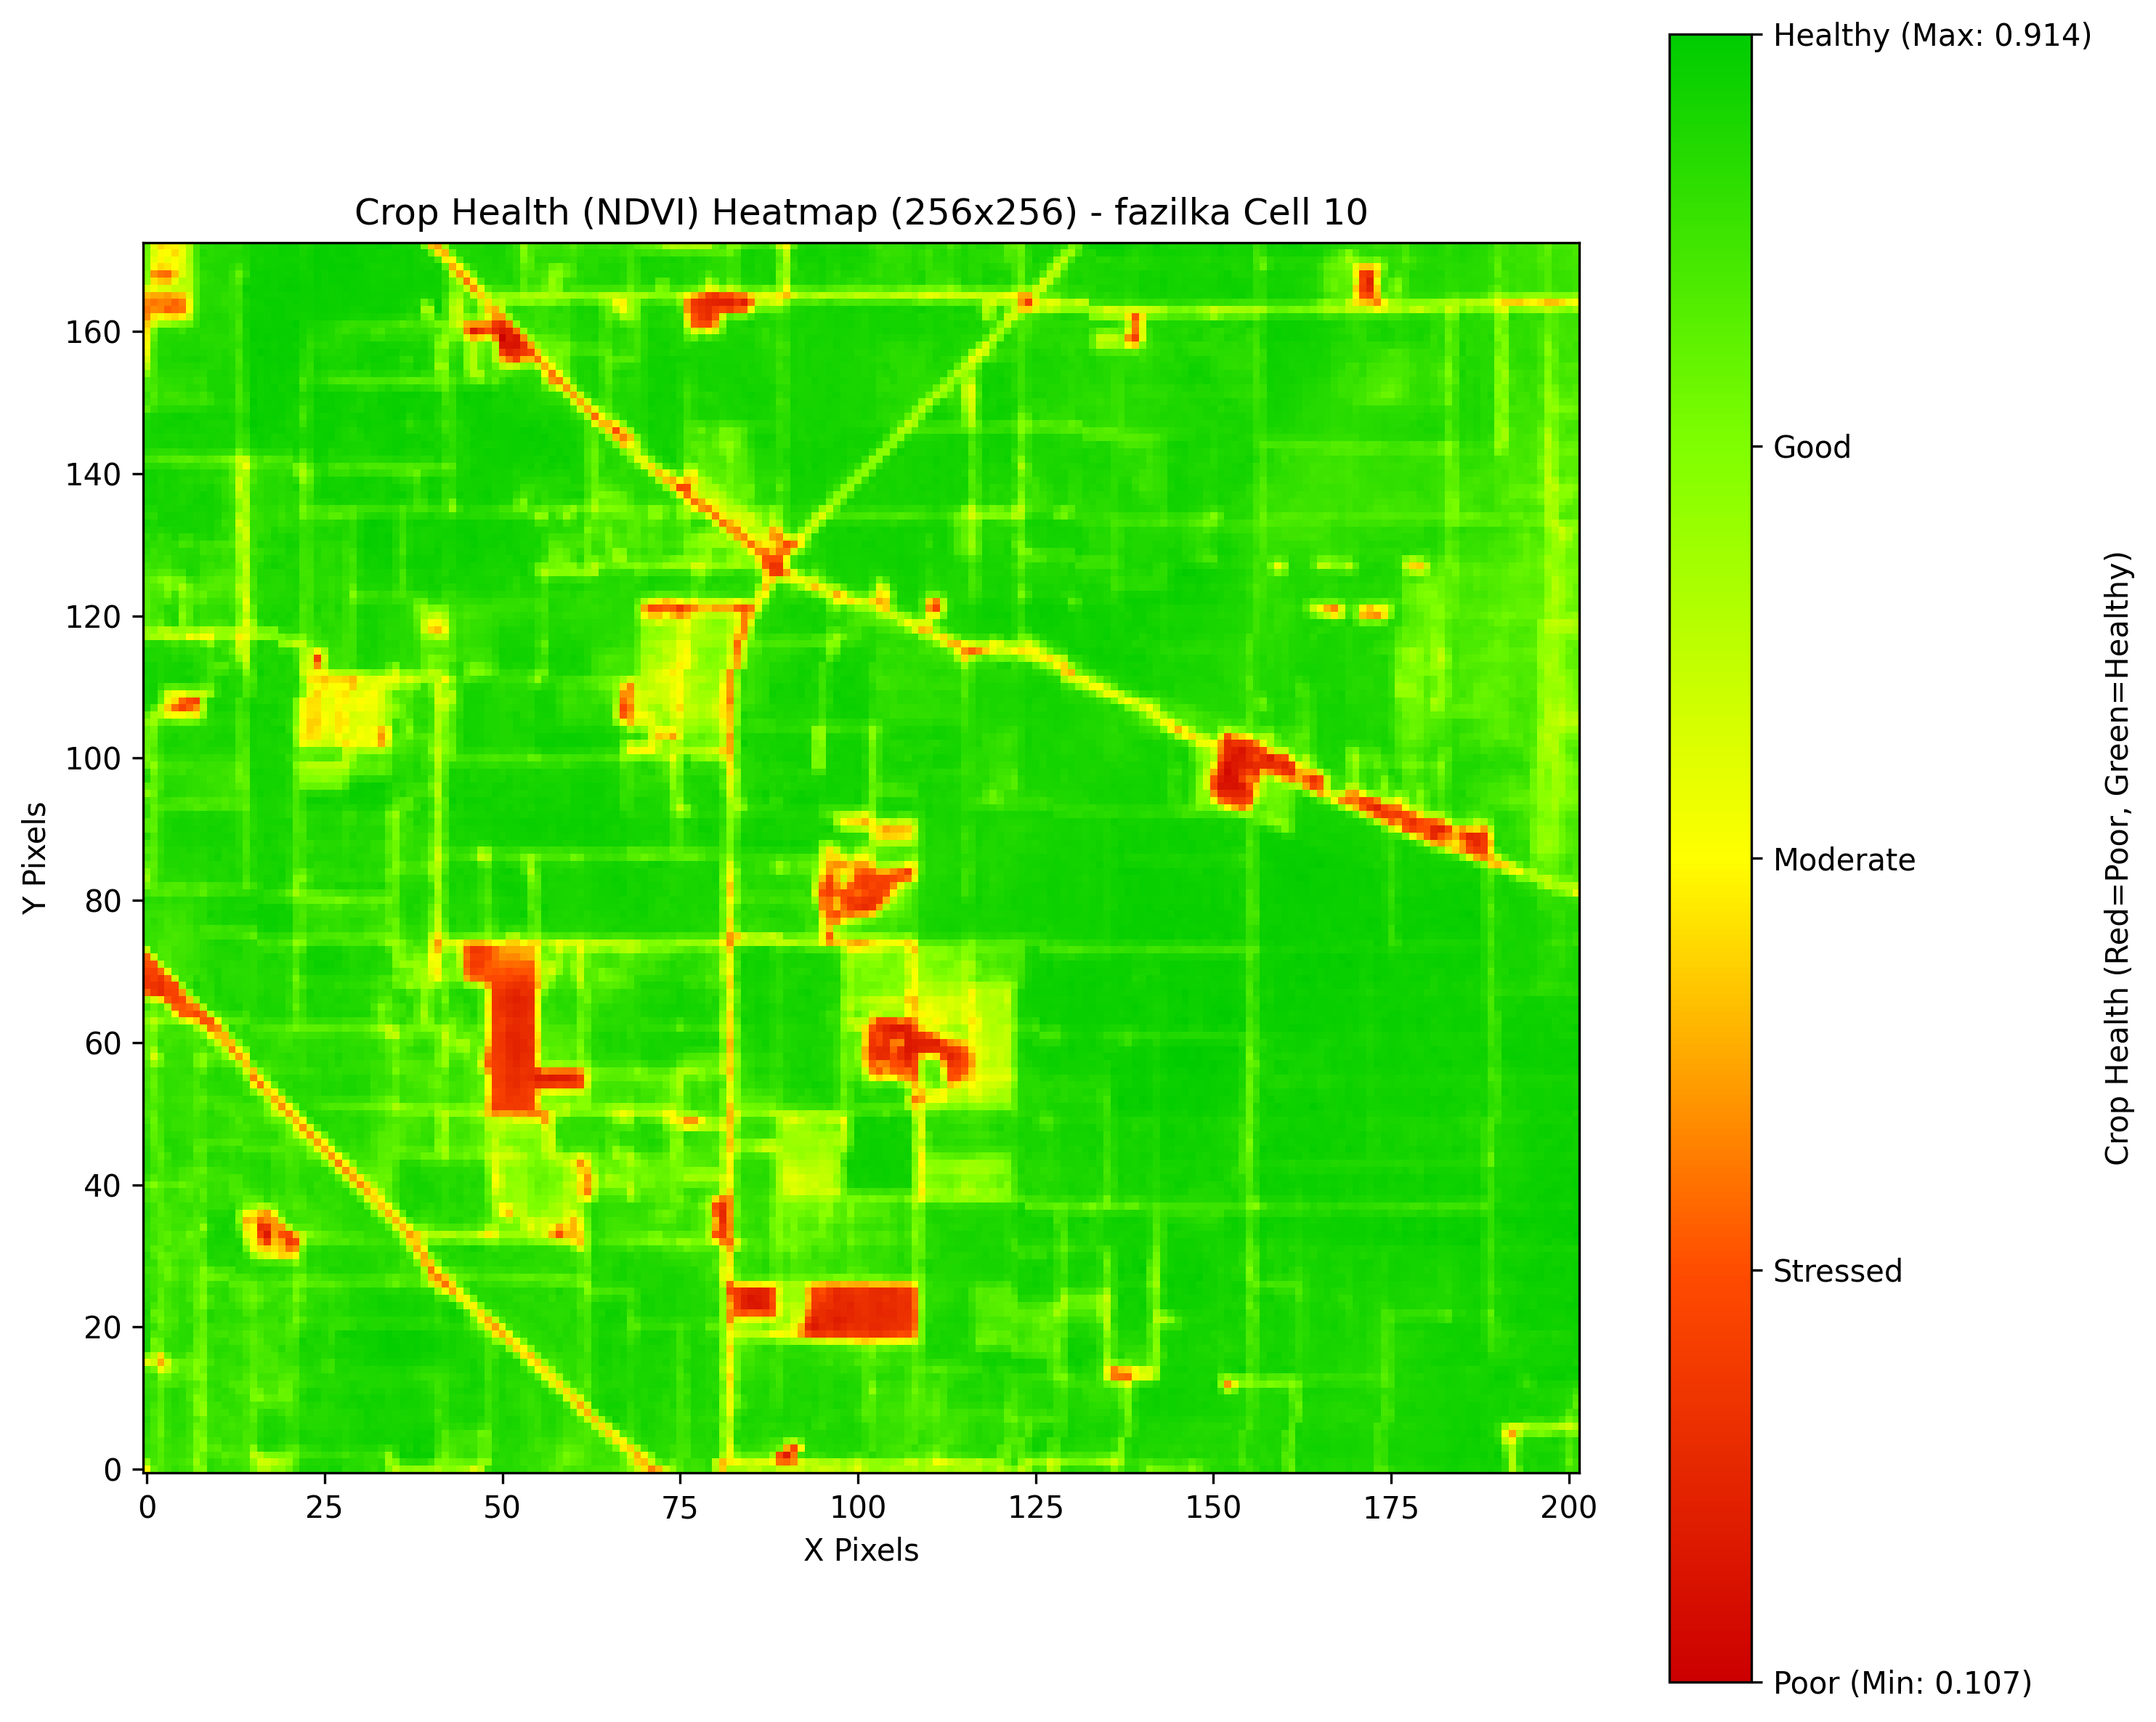 Crop Health (NDVI) Heatmap (256x256) - fazilka Cell 10
Y Pixels
160
140
120
100
80
60
40
20
0
0 25 50 75 100 125 150 175 200
X Pixels
Healthy (Max: 0.914)
Good
Moderate
Stressed
Poor (Min: 0.107)
Crop Health (Red=Poor, Green=Healthy)